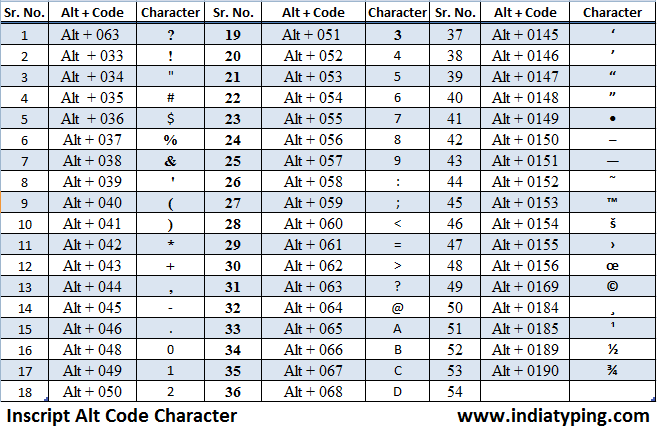 Sr. No. Alt + Code Character Sr. No. Alt + Code Character Sr. No. Alt + Code Character
1 Alt + 063 ? 19 Alt + 051 3 37 Alt + 0145 ‘
2 Alt + 033 ! 20 Alt + 052 4 38 Alt + 0146 ’
3 Alt + 034 " 21 Alt + 053 5 39 Alt + 0147 “
4 Alt + 035 # 22 Alt + 054 6 40 Alt + 0148 ”
5 Alt + 036 $ 23 Alt + 055 7 41 Alt + 0149 •
6 Alt + 037 % 24 Alt + 056 8 42 Alt + 0150 –
7 Alt + 038 & 25 Alt + 057 9 43 Alt + 0151 —
8 Alt + 039 ' 26 Alt + 058 : 44 Alt + 0152 ˜
9 Alt + 040 ( 27 Alt + 059 ; 45 Alt + 0153 ™
10 Alt + 041 ) 28 Alt + 060 < 46 Alt + 0154 š
11 Alt + 042 * 29 Alt + 061 = 47 Alt + 0155 ›
12 Alt + 043 + 30 Alt + 062 > 48 Alt + 0156 œ
13 Alt + 044 , 31 Alt + 063 ? 49 Alt + 0169 ©
14 Alt + 045 - 32 Alt + 064 @ 50 Alt + 0184 ¸
15 Alt + 046 . 33 Alt + 065 A 51 Alt + 0185 ¹
16 Alt + 048 0 34 Alt + 066 B 52 Alt + 0189 ½
17 Alt + 049 1 35 Alt + 067 C 53 Alt + 0190 ¾
18 Alt + 050 2 36 Alt + 068 D 54
Inscript Alt Code Character www.indiatyping.com